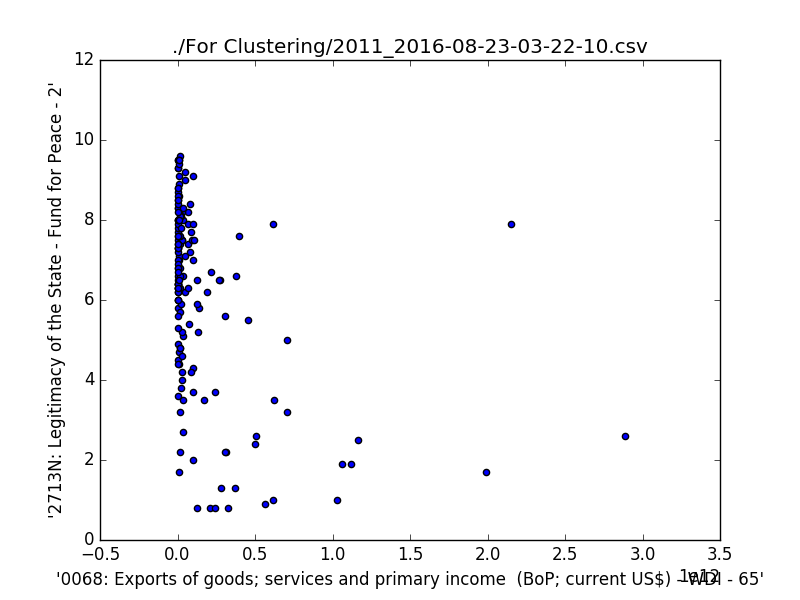 ./For Clustering/2011_2016-08-23-03-22-10.csv
12
10
8
6
4
2
0
'2713N: Legitimacy of the State - Fund for Peace - 2'
−0.5 0.0 0.5 1.0 1.5 2.0 2.5 3.0 3.5
1e12
'0068: Exports of goods; services and primary income (BoP; current US$) - WDI - 65'